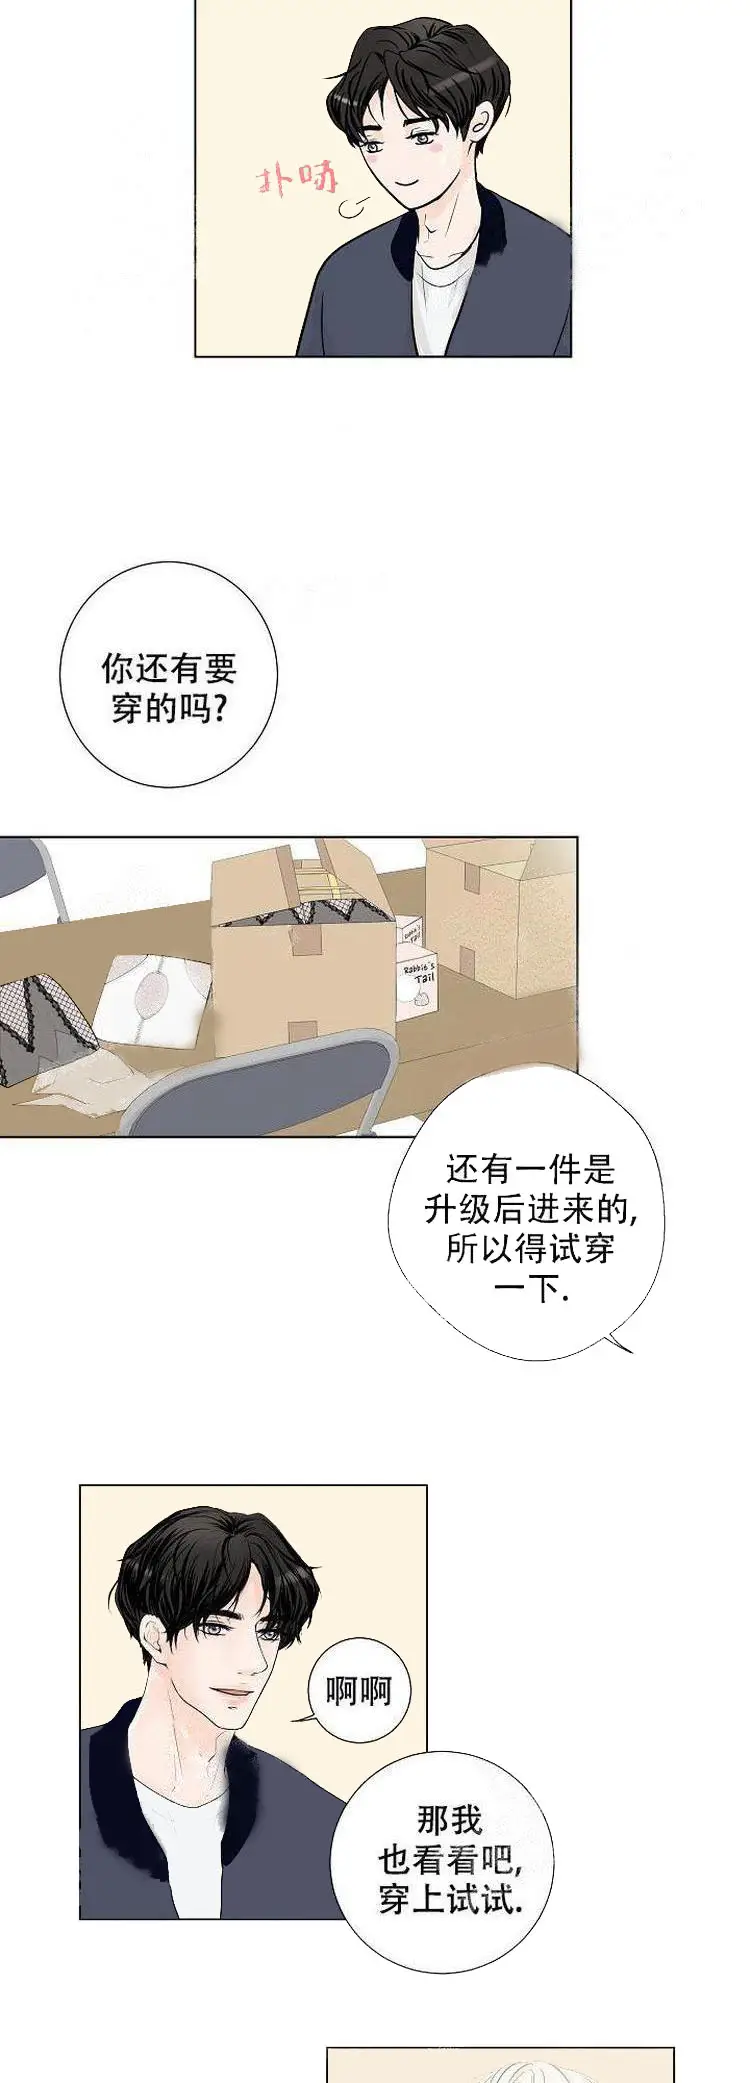 扑哧
你还有要
穿的吗?
Rabbit's
Tail
Tail
还有一件是
升级后进来的,
所以得试穿
一下.
啊啊
那我
也看看吧,
穿上试试.